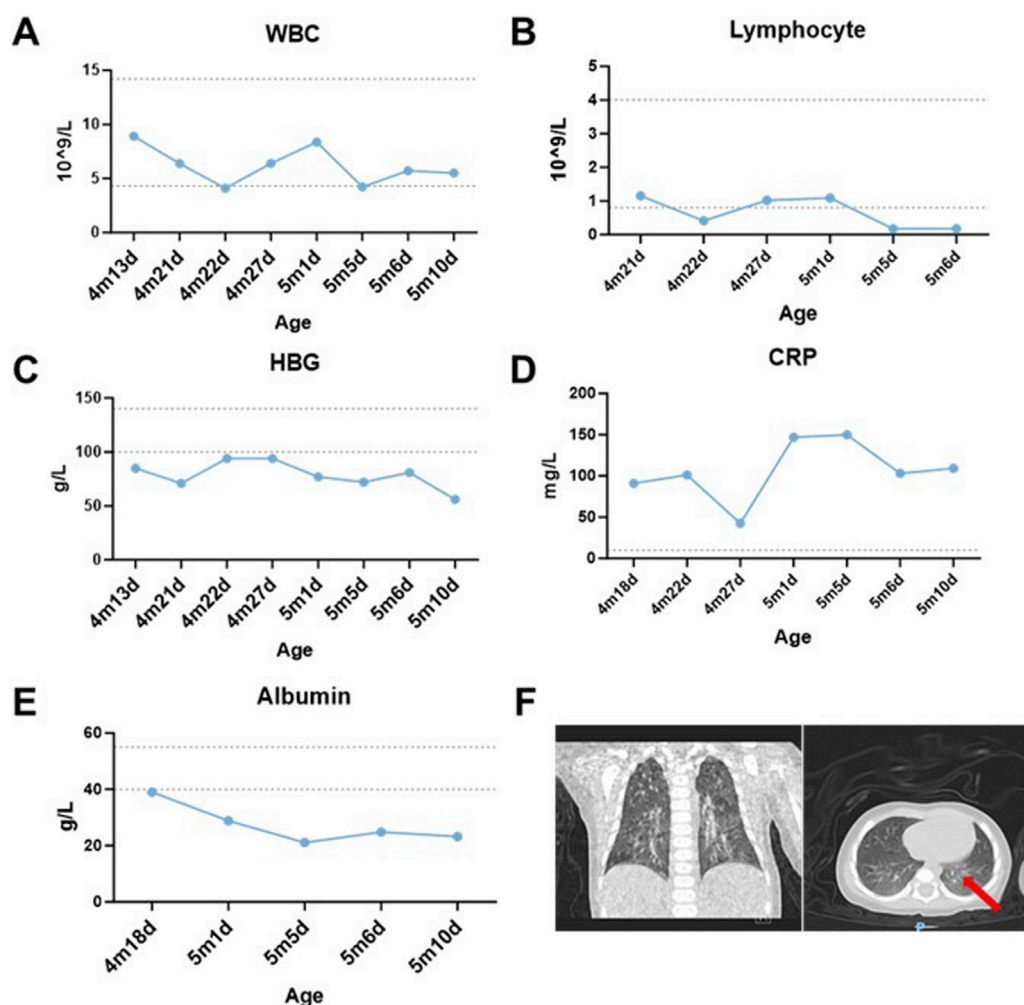 A
WBC
15
10
5
0
10^9/L
4m13d
4m21d
4m22d
4m27d
5m1d
5m5d
5m6d
5m10d
Age
B
Lymphocyte
5
4
3
2
1
0
10^9/L
4m21d
4m22d
4m27d
5m1d
5m5d
5m6d
Age
C
HBG
150
100
50
0
g/L
4m13d
4m21d
4m22d
4m27d
5m1d
5m5d
5m6d
5m10d
Age
D
CRP
200
150
100
50
0
mg/L
4m18d
4m22d
4m27d
5m1d
5m5d
5m6d
5m10d
Age
E
Albumin
60
40
20
0
g/L
4m18d
5m1d
5m5d
5m6d
5m10d
Age
F
P